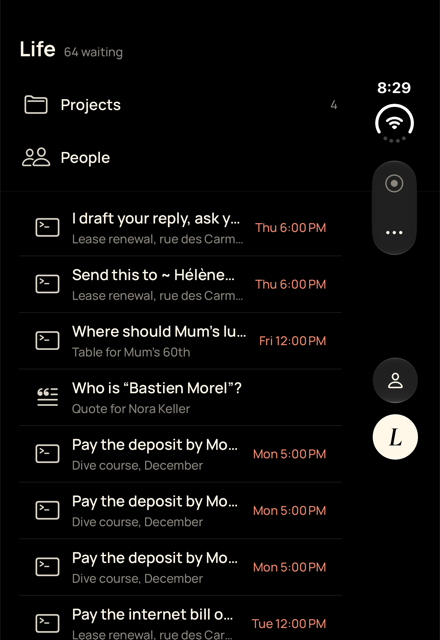 Life 64 waiting
8:29
Projects 4
People
I draft your reply, ask y...
Thu 6:00 PM
Lease renewal, rue des Carm...
Send this to ~ Hélène...
Thu 6:00 PM
Lease renewal, rue des Carm...
Where should Mum's lu...
Fri 12:00 PM
Table for Mum's 60th
Who is “Bastien Morel”?
Quote for Nora Keller
L
Pay the deposit by Mo...
Mon 5:00 PM
Dive course, December
Pay the deposit by Mo...
Mon 5:00 PM
Dive course, December
Pay the deposit by Mo...
Mon 5:00 PM
Dive course, December
Pay the internet bill o...
Tue 12:00 PM
Lease renewal, rue des Car...